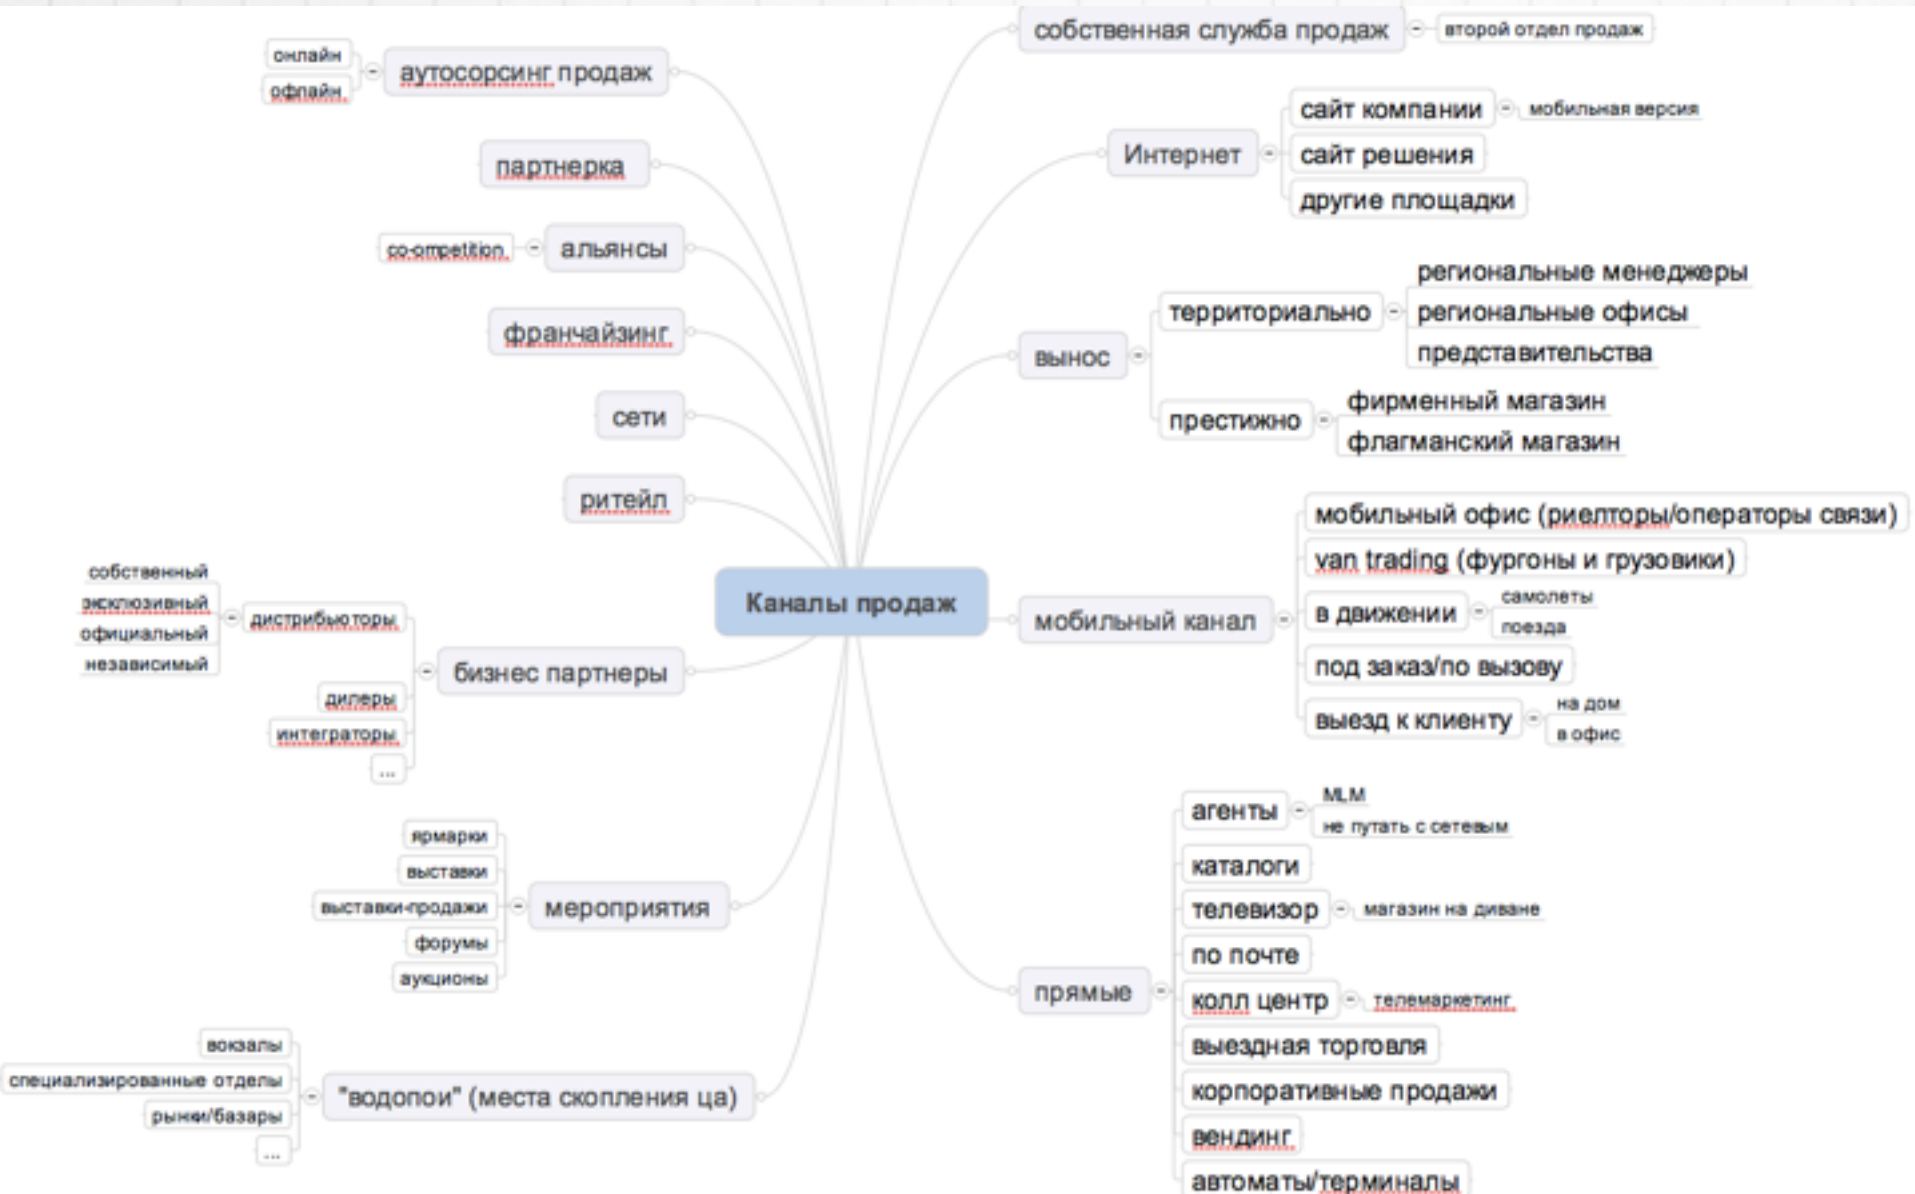 собственная служба продаж
второй отдел продаж
Интернет
сайт компании
мобильная версия
сайт решения
другие площадки
вынос
территориально
региональные менеджеры
региональные офисы
представительства
престижно
фирменный магазин
флагманский магазин
Каналы продаж
мобильный канал
мобильный офис (риелторы/операторы связи)
van trading (фургоны и грузовики)
в движении
самолеты
поезда
под заказ/по вызову
выезд к клиенту
на дом
в офис
прямые
агенты
MLM
не путать с сетевым
каталоги
телевизор
магазин на диване
по почте
колл центр
телемаркетинг
выездная торговля
корпоративные продажи
вендинг
автоматы/терминалы
аутосорсинг продаж
онлайн
офлайн
партнерка
альянсы
co-ompetition
франчайзинг
сети
ритейл
бизнес партнеры
дистрибьюторы
собственный
эксклюзивный
официальный
независимый
дилеры
интеграторы
...
мероприятия
ярмарки
выставки
выставки-продажи
форумы
аукционы
"водопои" (места скопления ца)
вокзалы
специализированные отделы
рынки/базары
...